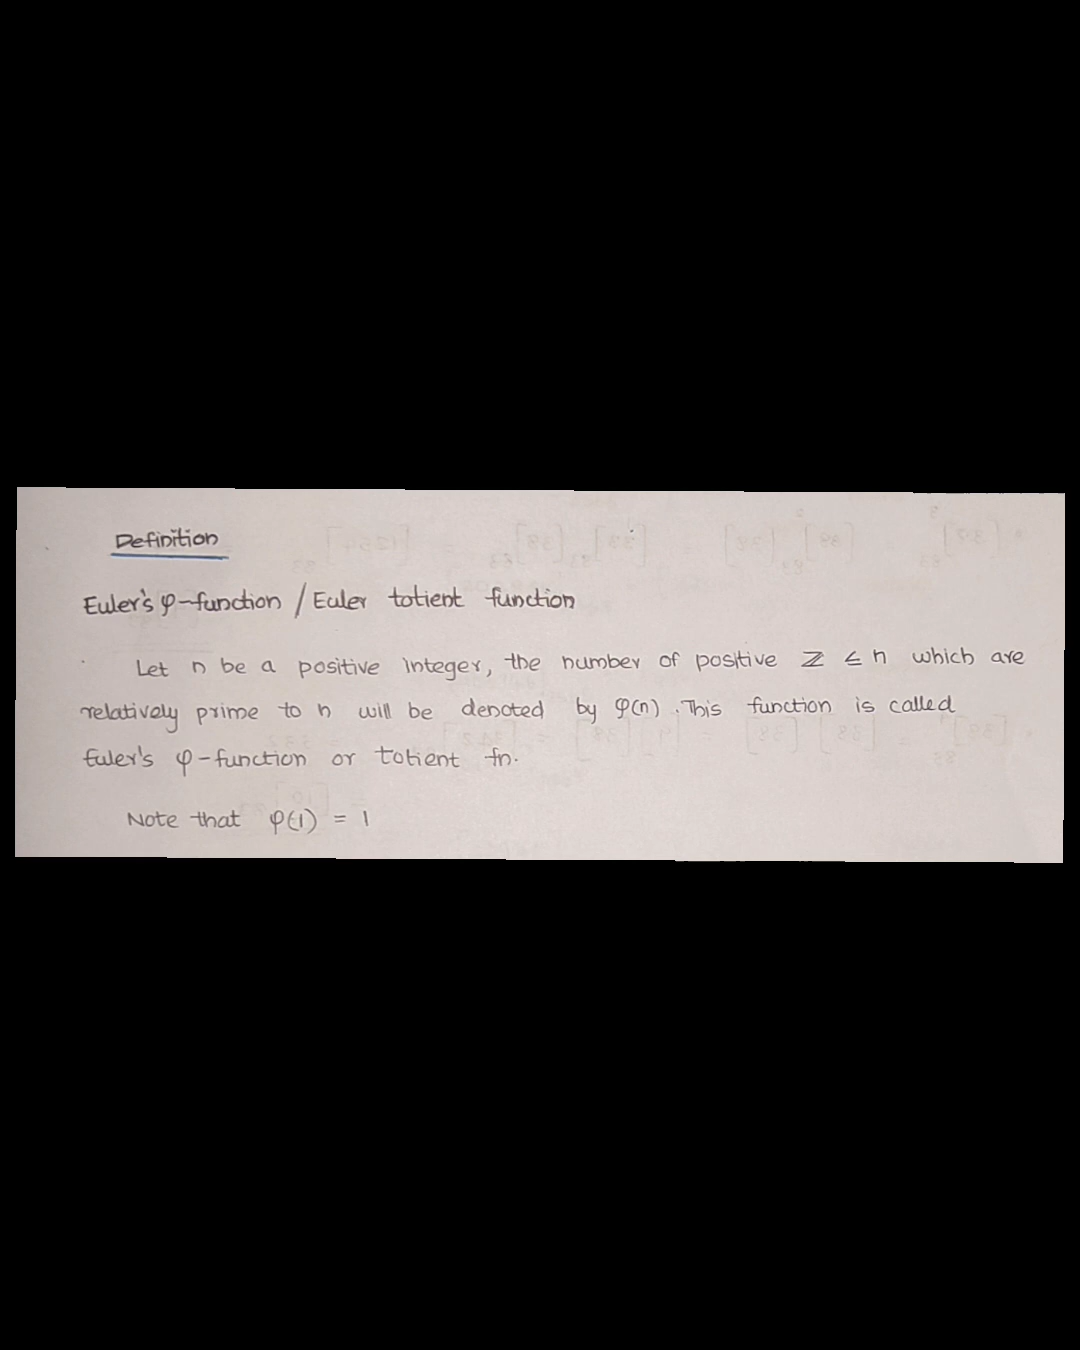 Definition
Euler's φ-function / Euler totient function
Let n be a positive integer, the number of positive ℤ ≤ n which are
relatively prime to n will be denoted by φ(n). This function is called
Euler's φ-function or totient fn.
Note that φ(1) = 1